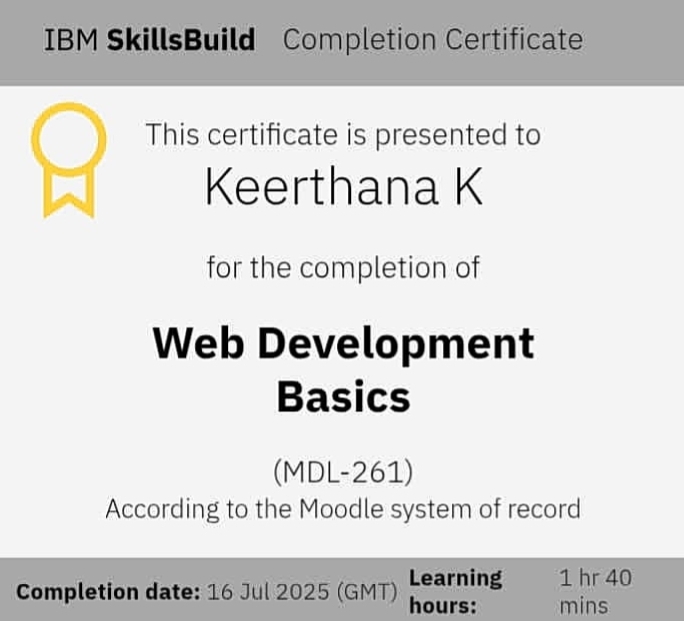 IBM SkillsBuild Completion Certificate
This certificate is presented to
Keerthana K
for the completion of
Web Development
Basics
(MDL-261)
According to the Moodle system of record
Completion date: 16 Jul 2025 (GMT)
Learning
hours:
1 hr 40
mins